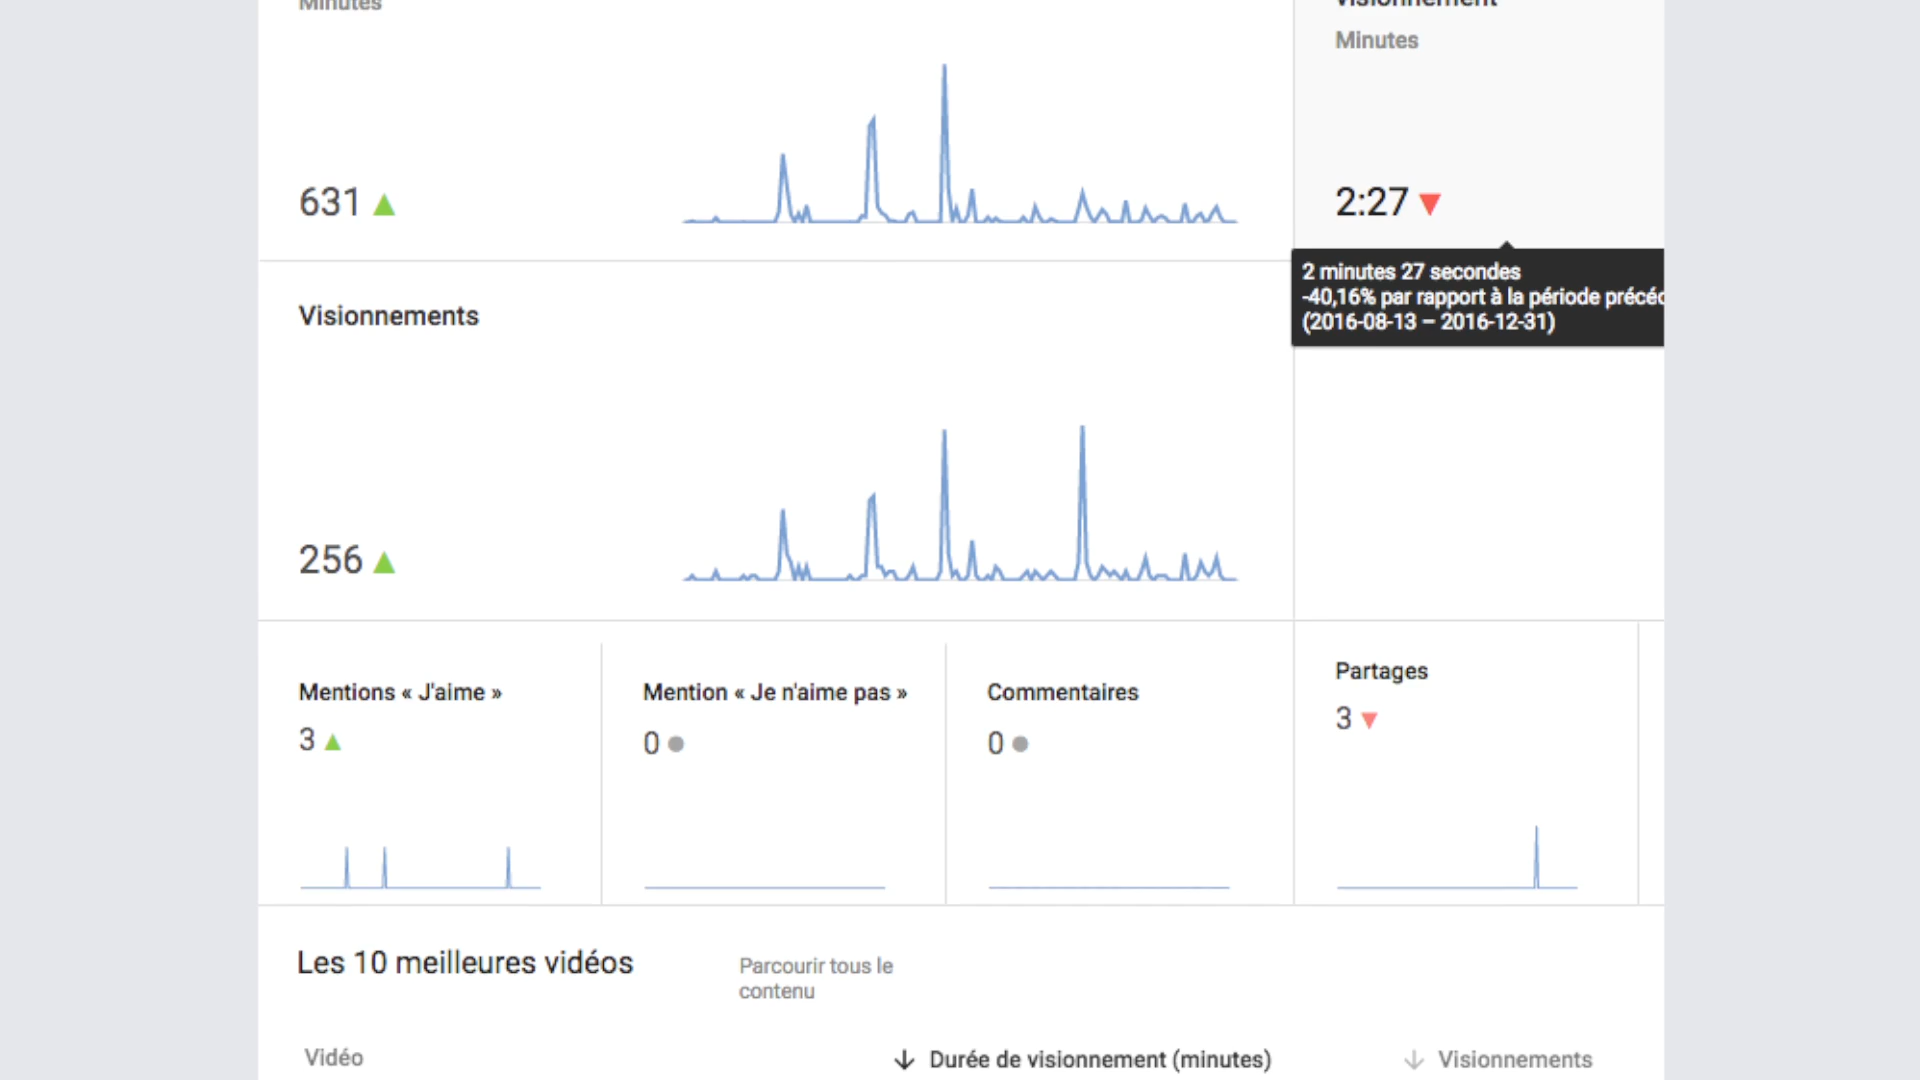 Minutes
visionnement
Minutes
631
2:27
2 minutes 27 secondes
-40,16% par rapport à la période
(2016-08-13 – 2016-12-31)
Visionnements
256
Mentions « J'aime »
3
Mention « Je n'aime pas »
0
Commentaires
0
Partages
3
Les 10 meilleures vidéos
Parcourir tous le
contenu
Vidéo
Durée de visionnement (minutes)
Visionnements